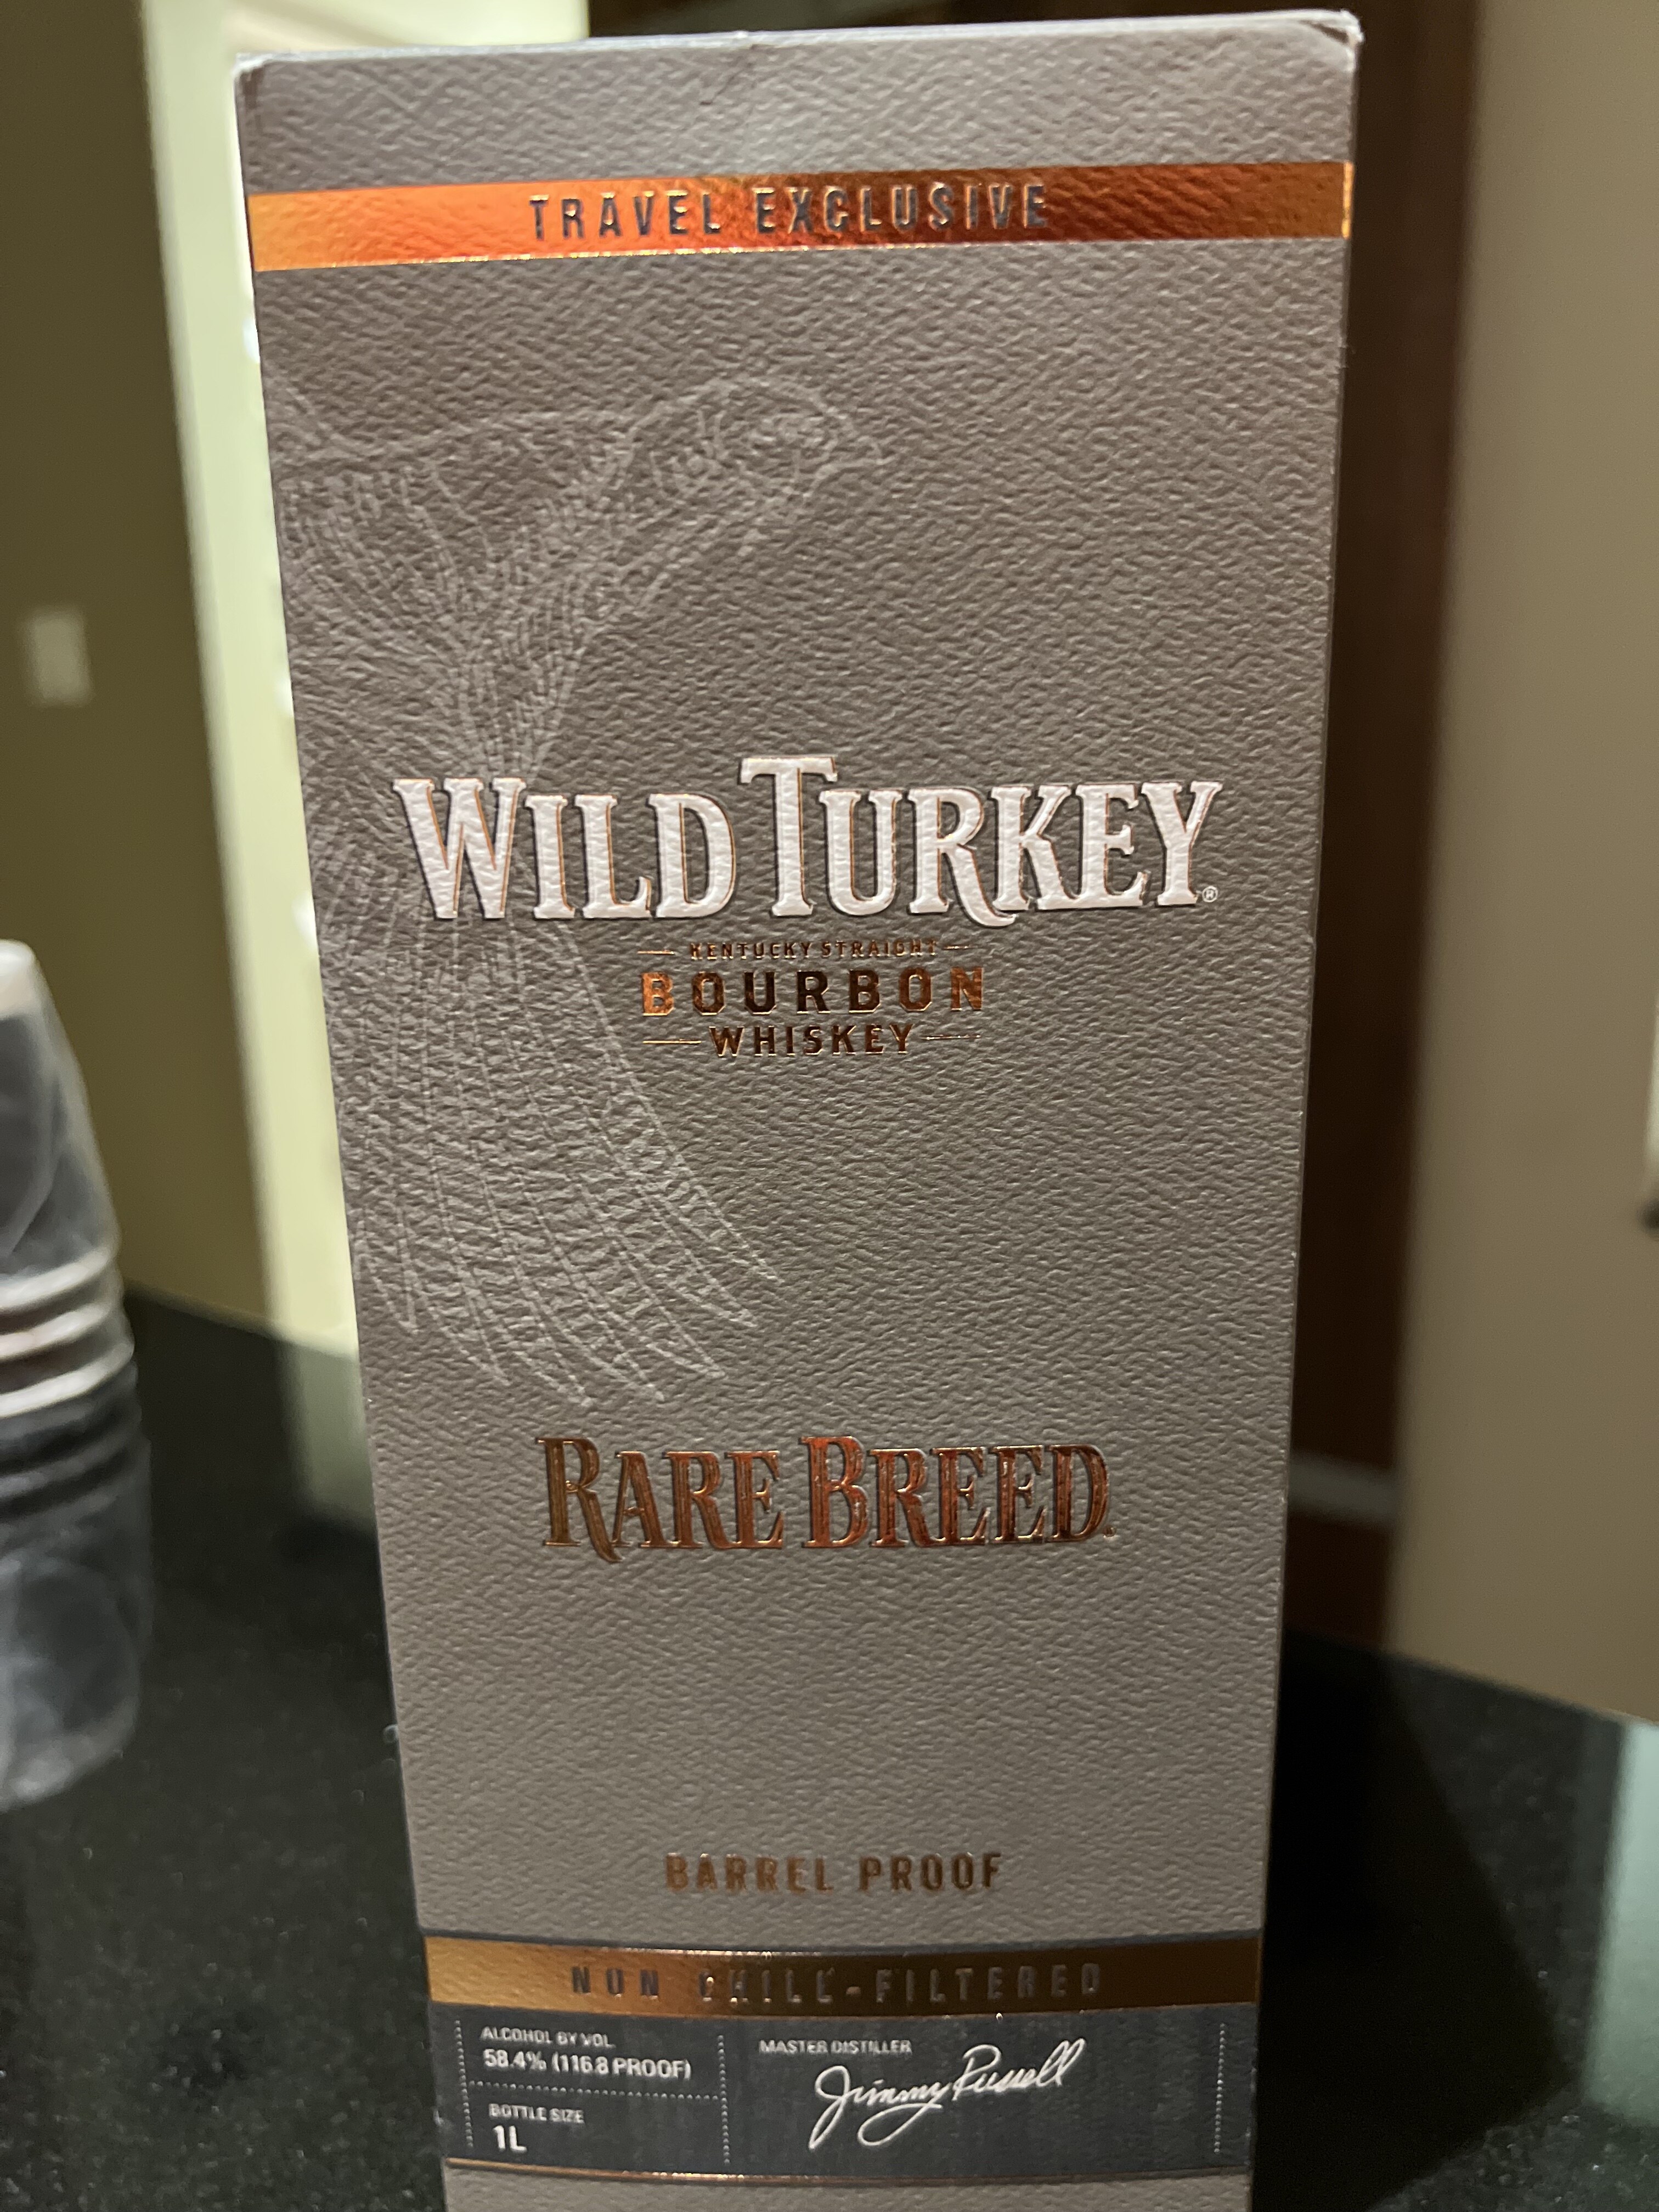 TRAVEL EXCLUSIVE
WILD TURKEY®
KENTUCKY STRAIGHT
BOURBON
WHISKEY
RARE BREED
BARREL PROOF
NON CHILL-FILTERED
ALCOHOL BY VOL
58.4% (116.8 PROOF)
BOTTLE SIZE
1L
MASTER DISTILLER
Jimmy Russell